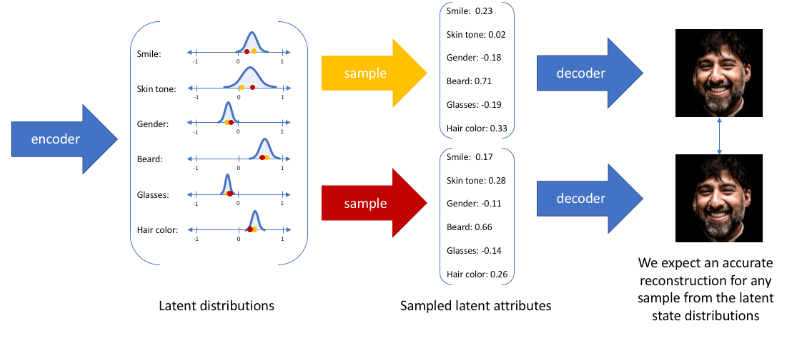 encoder
Smile:
-1 0 1
Skin tone:
-1 0 1
Gender:
-1 0 1
Beard:
-1 0 1
Glasses:
-1 0 1
Hair color:
-1 0 1
Latent distributions
sample
sample
Smile: 0.23
Skin tone: 0.02
Gender: -0.18
Beard: 0.71
Glasses: -0.19
Hair color: 0.33
Smile: 0.17
Skin tone: 0.28
Gender: -0.11
Beard: 0.66
Glasses: -0.14
Hair color: 0.26
Sampled latent attributes
decoder
decoder
We expect an accurate
reconstruction for any
sample from the latent
state distributions